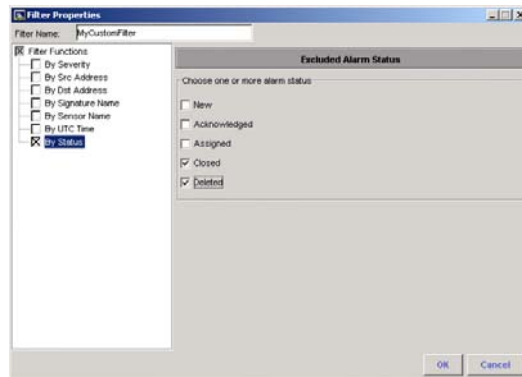 Filter Properties
Filter Name: MyCustomFilter
Filter Functions
By Severity
By Src Address
By Dst Address
By Signature Name
By Sensor Name
By UTC Time
By Status
Excluded Alarm Status
Choose one or more alarm status
New
Acknowledged
Assigned
Closed
Deleted
OK Cancel